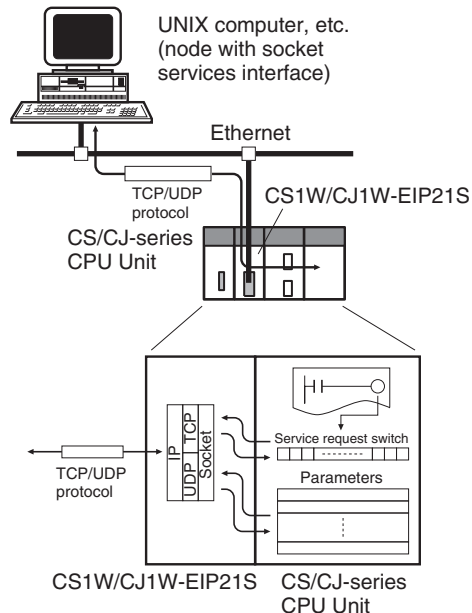 UNIX computer, etc.
(node with socket
services interface)
Ethernet
TCP/UDP
protocol
CS1W/CJ1W-EIP21S
CS/CJ-series
CPU Unit
IP
UDP
TCP
Socket
Service request switch
Parameters
TCP/UDP
protocol
CS1W/CJ1W-EIP21S
CS/CJ-series
CPU Unit